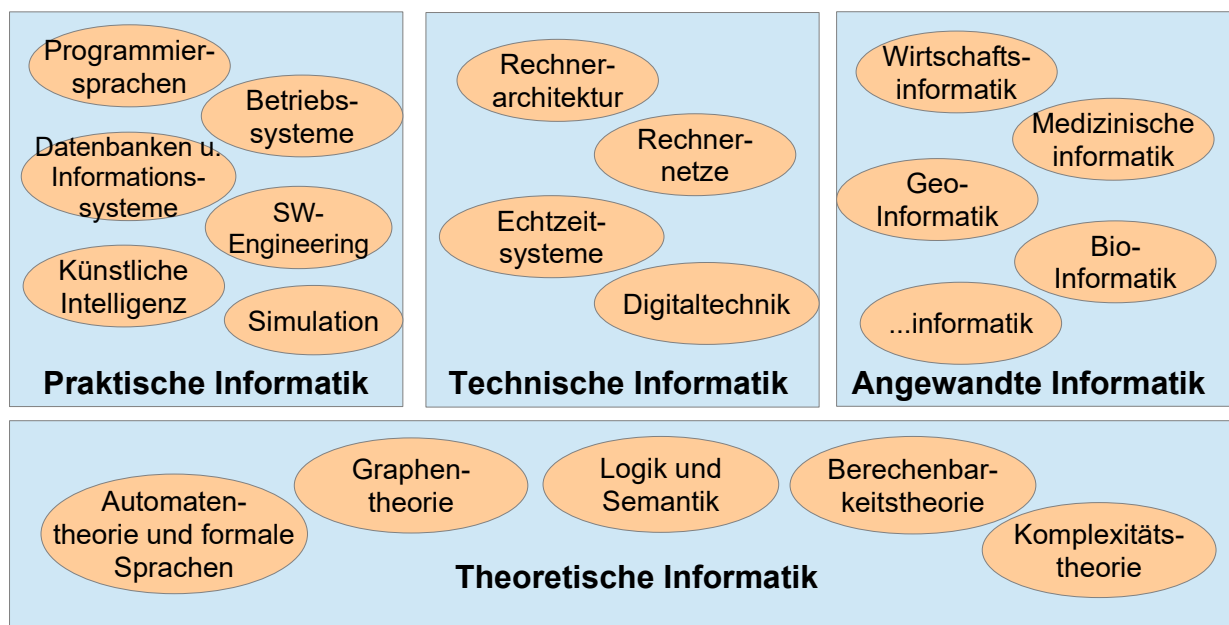 Programmier-
sprachen
Betriebs-
systeme
Datenbanken u.
Informations-
systeme
SW-
Engineering
Künstliche
Intelligenz
Simulation
Praktische Informatik
Rechner-
architektur
Rechner-
netze
Echtzeit-
systeme
Digitaltechnik
Technische Informatik
Wirtschafts-
informatik
Medizinische
informatik
Geo-
Informatik
Bio-
Informatik
...informatik
Angewandte Informatik
Automaten-
theorie und formale
Sprachen
Graphen-
theorie
Logik und
Semantik
Berechenbar-
keitstheorie
Komplexitäts-
theorie
Theoretische Informatik